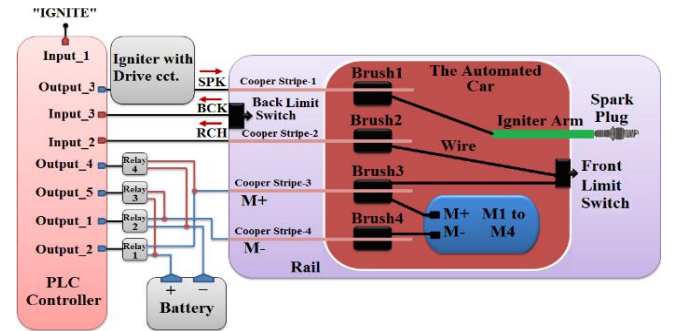 "IGNITE"
Input_1
Output_3
Input_3
Input_2
Output_4
Output_5
Output_1
Output_2
PLC
Controller
Igniter with
Drive cct.
SPK
BCK
RCH
Back Limit
Switch
Relay
4
Relay
3
Relay
2
Relay
1
+ −
Battery
Cooper Stripe-1
Cooper Stripe-2
Cooper Stripe-3
M+
Cooper Stripe-4
M-
Rail
Brush1
Brush2
Brush3
Brush4
The Automated
Car
Igniter Arm
Wire
M+ M1 to
M- M4
Spark
Plug
Front
Limit
Switch